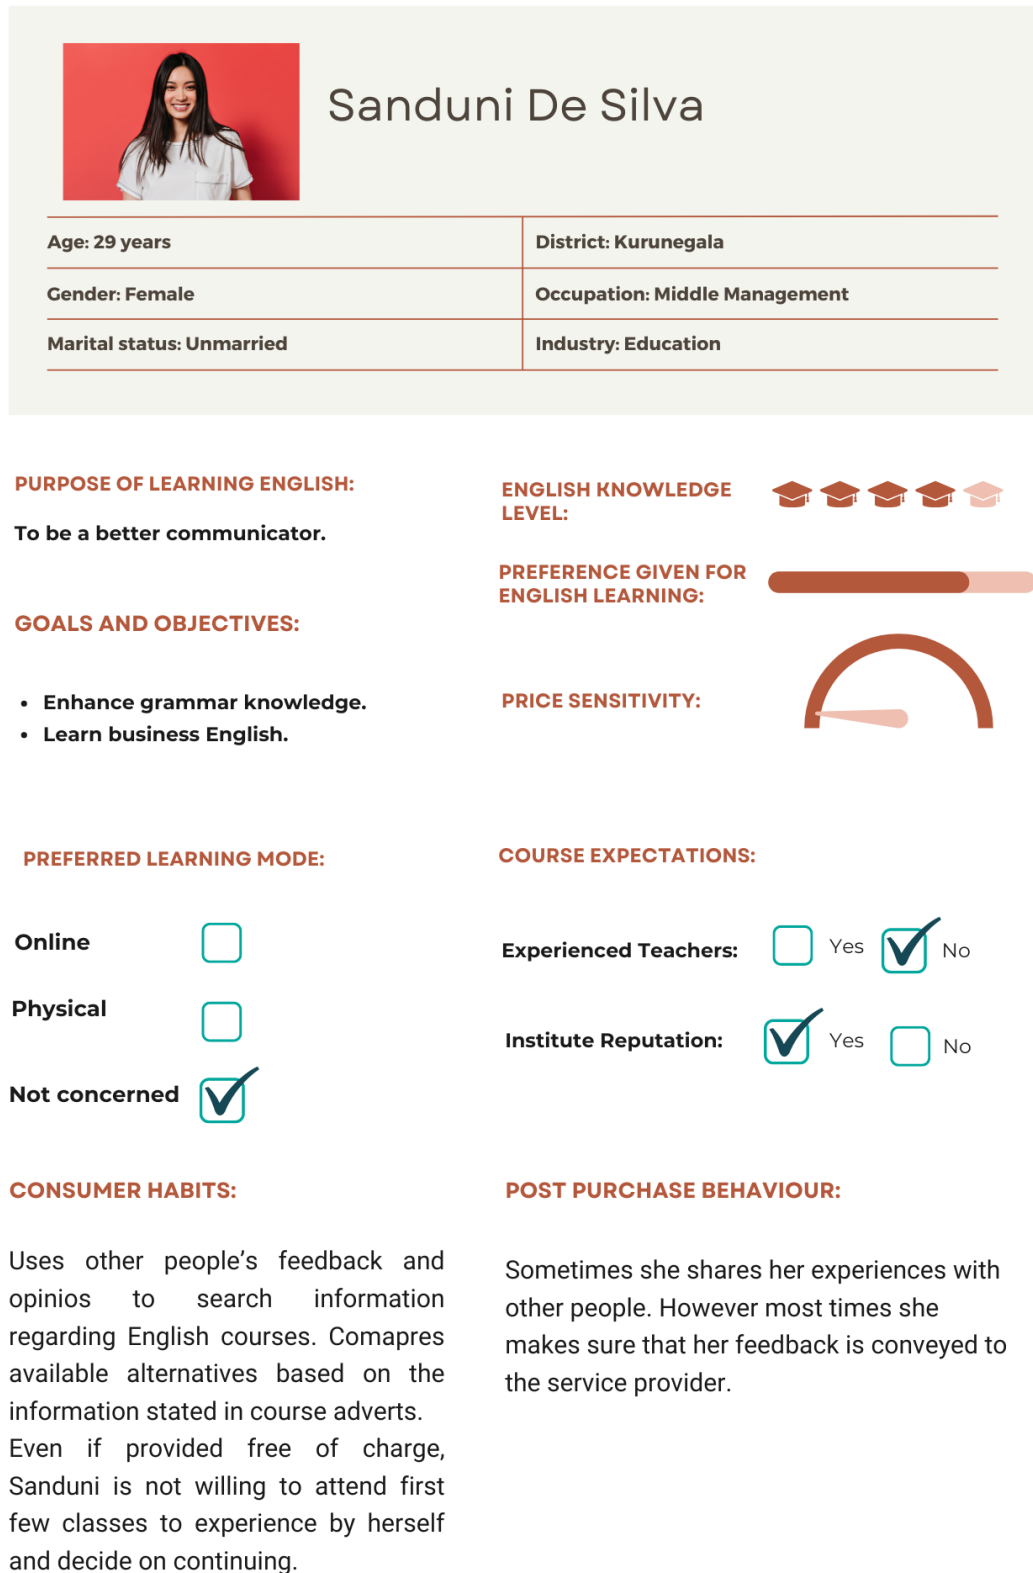 Sanduni De Silva
Age: 29 years
District: Kurunegala
Gender: Female
Occupation: Middle Management
Marital status: Unmarried
Industry: Education
PURPOSE OF LEARNING ENGLISH:
To be a better communicator.
GOALS AND OBJECTIVES:
• Enhance grammar knowledge.
• Learn business English.
ENGLISH KNOWLEDGE
LEVEL:
PREFERENCE GIVEN FOR
ENGLISH LEARNING:
PRICE SENSITIVITY:
PREFERRED LEARNING MODE:
Online
Physical
Not concerned
COURSE EXPECTATIONS:
Experienced Teachers: Yes No
Institute Reputation: Yes No
CONSUMER HABITS:
Uses other people’s feedback and
opinios to search information
regarding English courses. Comapres
available alternatives based on the
information stated in course adverts.
Even if provided free of charge,
Sanduni is not willing to attend first
few classes to experience by herself
and decide on continuing.
POST PURCHASE BEHAVIOUR:
Sometimes she shares her experiences with
other people. However most times she
makes sure that her feedback is conveyed to
the service provider.